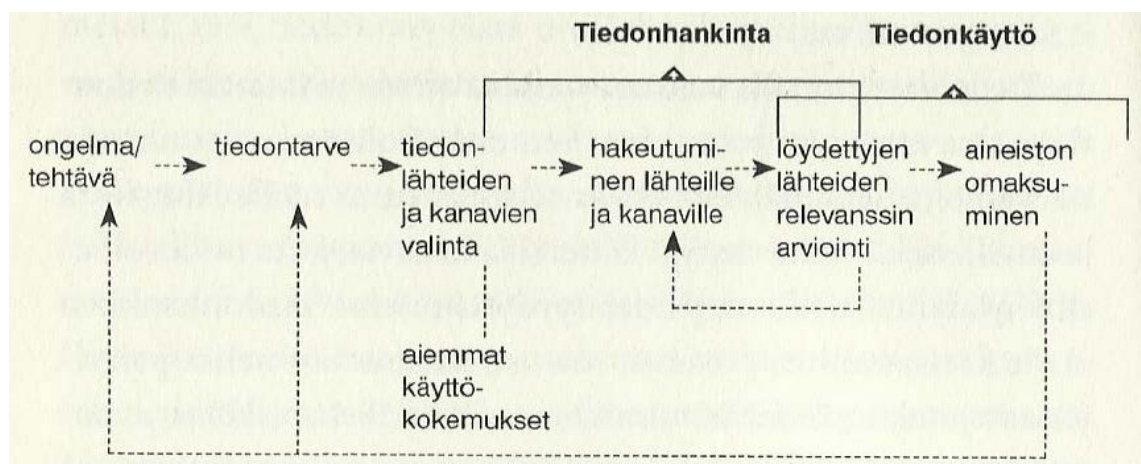 Tiedonhankinta Tiedonkäyttö
ongelma/
tehtävä
tiedontarve
tiedon-
lähteiden
ja kanavien
valinta
hakeutumi-
nen lähteille
ja kanaville
löydettyjen
lähteiden
relevanssin
arviointi
aineiston
omaksu-
minen
aiemmat
käyttö-
kokemukset